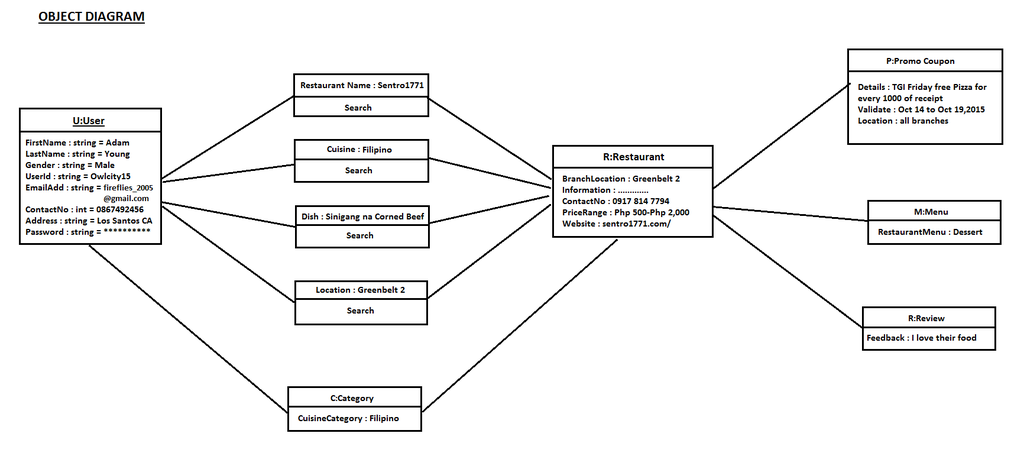 OBJECT DIAGRAM
U:User
FirstName : string = Adam
LastName : string = Young
Gender : string = Male
UserId : string = Owlcity15
EmailAdd : string = fireflies_2005
@gmail.com
ContactNo : int = 0867492456
Address : string = Los Santos CA
Password : string = **********
Restaurant Name : Sentro1771
Search
Cuisine : Filipino
Search
Dish : Sinigang na Corned Beef
Search
Location : Greenbelt 2
Search
C:Category
CuisineCategory : Filipino
R:Restaurant
BranchLocation : Greenbelt 2
Information : .............
ContactNo : 0917 814 7794
PriceRange : Php 500-Php 2,000
Website : sentro1771.com/
P:Promo Coupon
Details : TGI Friday free Pizza for
every 1000 of receipt
Validate : Oct 14 to Oct 19,2015
Location : all branches
M:Menu
RestaurantMenu : Dessert
R:Review
Feedback : I love their food